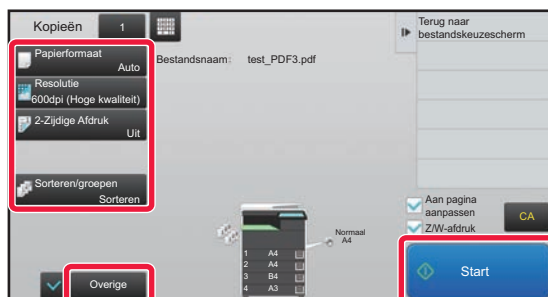 Kopieën 1
Terug naar
bestandskeuzescherm
Papierformaat
Auto
Bestandsnaam: test_PDF3.pdf
Resolutie
600dpi (Hoge kwaliteit)
2-Zijdige Afdruk
Uit
Sorteren/groepen
Sorteren
Normaal
A4
1 A4
2 A4
3 B4
4 A3
Aan pagina
aanpassen
Z/W-afdruk
CA
Overige
Start